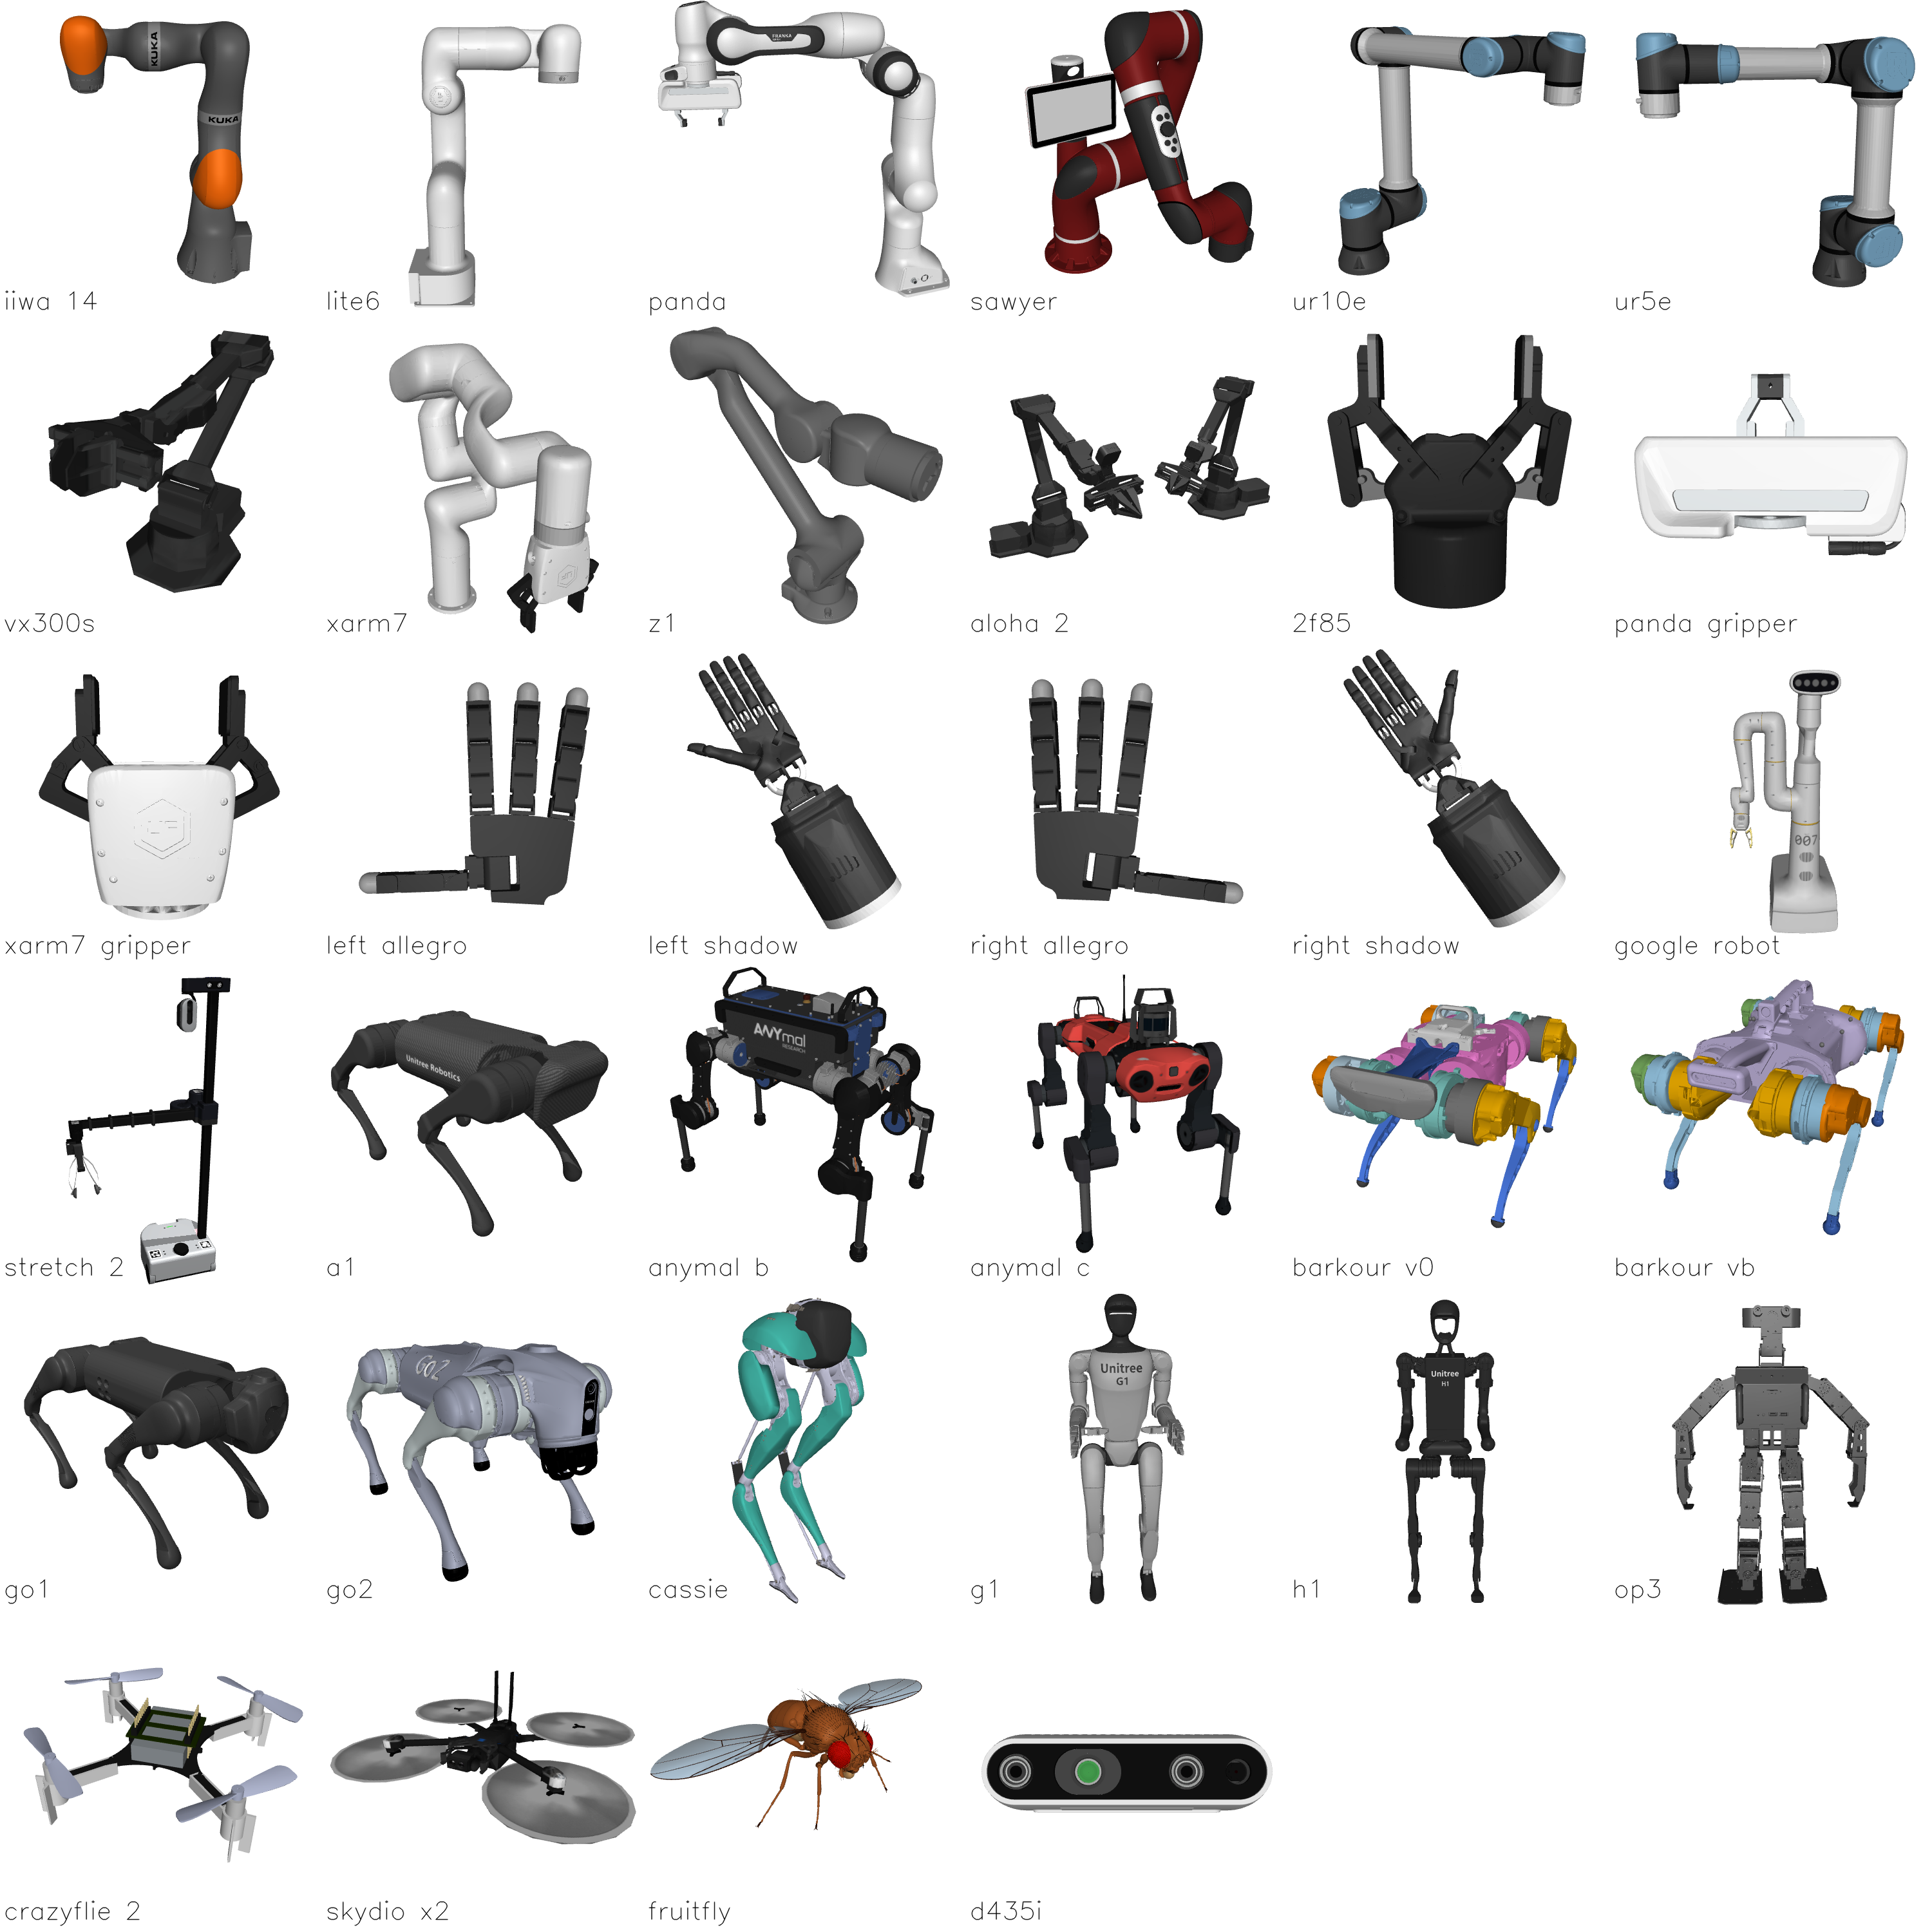 KUKA
KUKA
FRANKA
iiwa 14
lite6
panda
sawyer
ur10e
ur5e
vx300s
xarm7
z1
aloha 2
2f85
panda gripper
007
xarm7 gripper
left allegro
left shadow
right allegro
right shadow
google robot
Unitree Robotics
ANYmal
RESEARCH
stretch 2
a1
anymal b
anymal c
barkour v0
barkour vb
Go2
Unitree
G1
Unitree
H1
go1
go2
cassie
g1
h1
op3
crazyflie 2
skydio x2
fruitfly
d435i